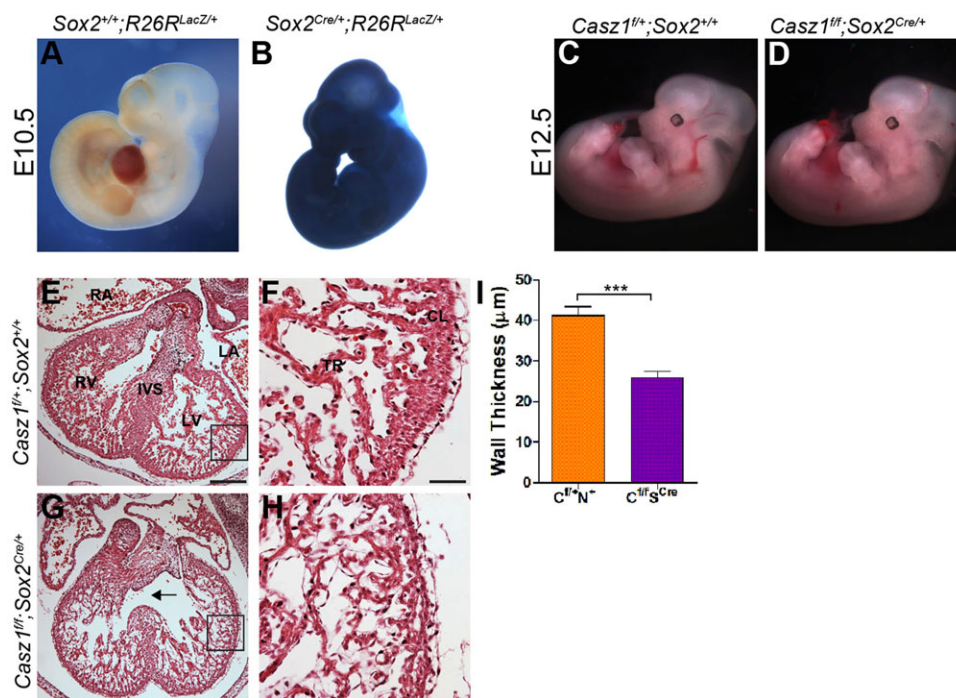 Sox2+/+;R26RLacZ/+
Sox2Cre/+;R26RLacZ/+
Casz1f/+;Sox2+/+
Casz1f/f;Sox2Cre/+
A
B
C
D
E10.5
E12.5
E
RA
LA
RV
IVS
LV
F
CL
TR
Casz1f/+;Sox2+/+
G
H
Casz1f/f;Sox2Cre/+
I
***
Wall Thickness (μm)
50
40
30
20
10
0
Cf/+N+
Cf/fSCre